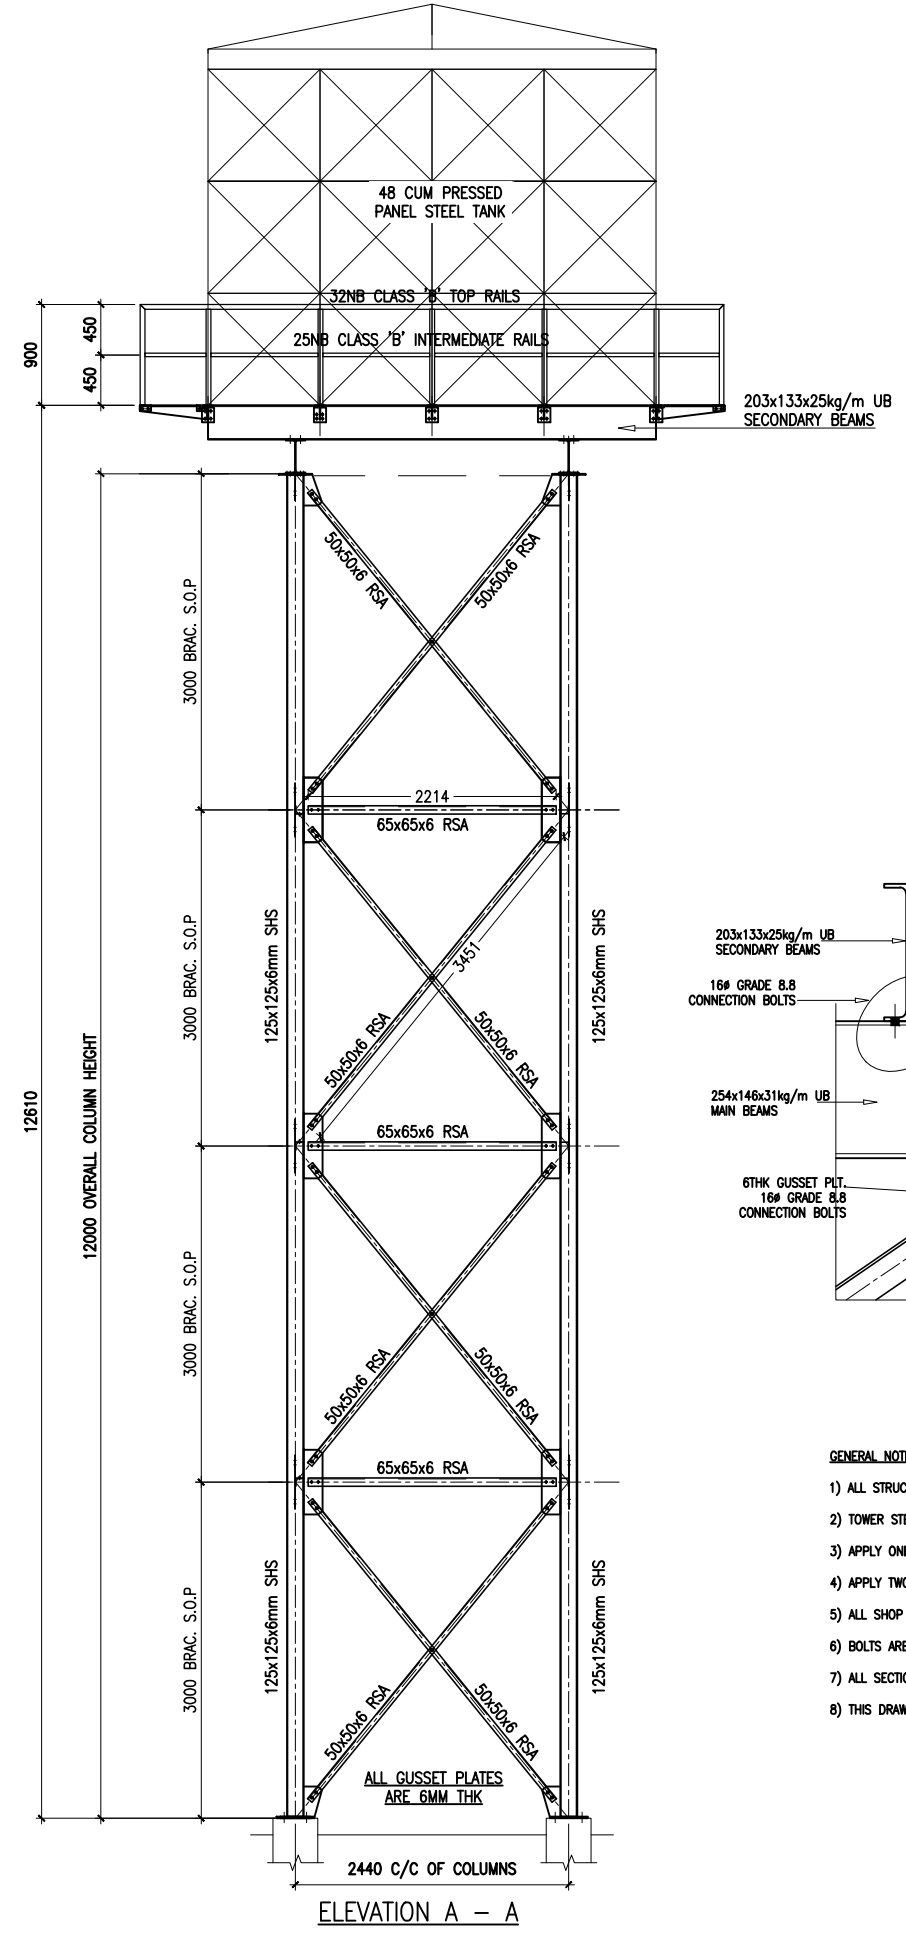 48 CUM PRESSED
PANEL STEEL TANK
32NB CLASS 'B' TOP RAILS
25NB CLASS 'B' INTERMEDIATE RAILS
900
450
450
203x133x25kg/m UB
SECONDARY BEAMS
50x50x6 RSA
50x50x6 RSA
3000 BRAC. S.O.P
2214
65x65x6 RSA
125x125x6mm SHS
125x125x6mm SHS
3000 BRAC. S.O.P
3451
50x50x6 RSA
50x50x6 RSA
12610
12000 OVERALL COLUMN HEIGHT
65x65x6 RSA
3000 BRAC. S.O.P
50x50x6 RSA
50x50x6 RSA
65x65x6 RSA
125x125x6mm SHS
125x125x6mm SHS
3000 BRAC. S.O.P
50x50x6 RSA
50x50x6 RSA
ALL GUSSET PLATES
ARE 6MM THK
2440 C/C OF COLUMNS
ELEVATION A - A
203x133x25kg/m UB
SECONDARY BEAMS
16ø GRADE 8.8
CONNECTION BOLTS
254x146x31kg/m UB
MAIN BEAMS
6THK GUSSET PLT.
16ø GRADE 8.8
CONNECTION BOLTS
GENERAL NOT
1) ALL STRUC
2) TOWER STE
3) APPLY ONE
4) APPLY TWO
5) ALL SHOP
6) BOLTS ARE
7) ALL SECTIO
8) THIS DRAW